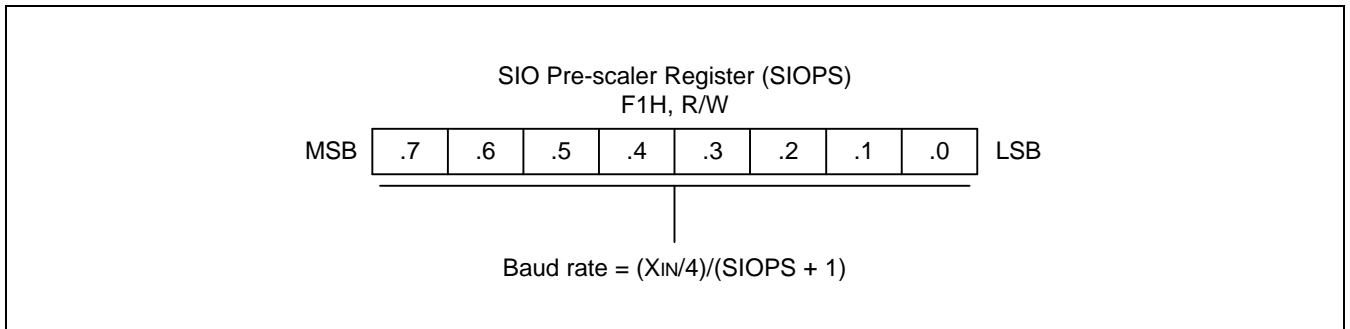 SIO Pre-scaler Register (SIOPS)
F1H, R/W
MSB .7 .6 .5 .4 .3 .2 .1 .0 LSB
Baud rate = (XIN/4)/(SIOPS + 1)